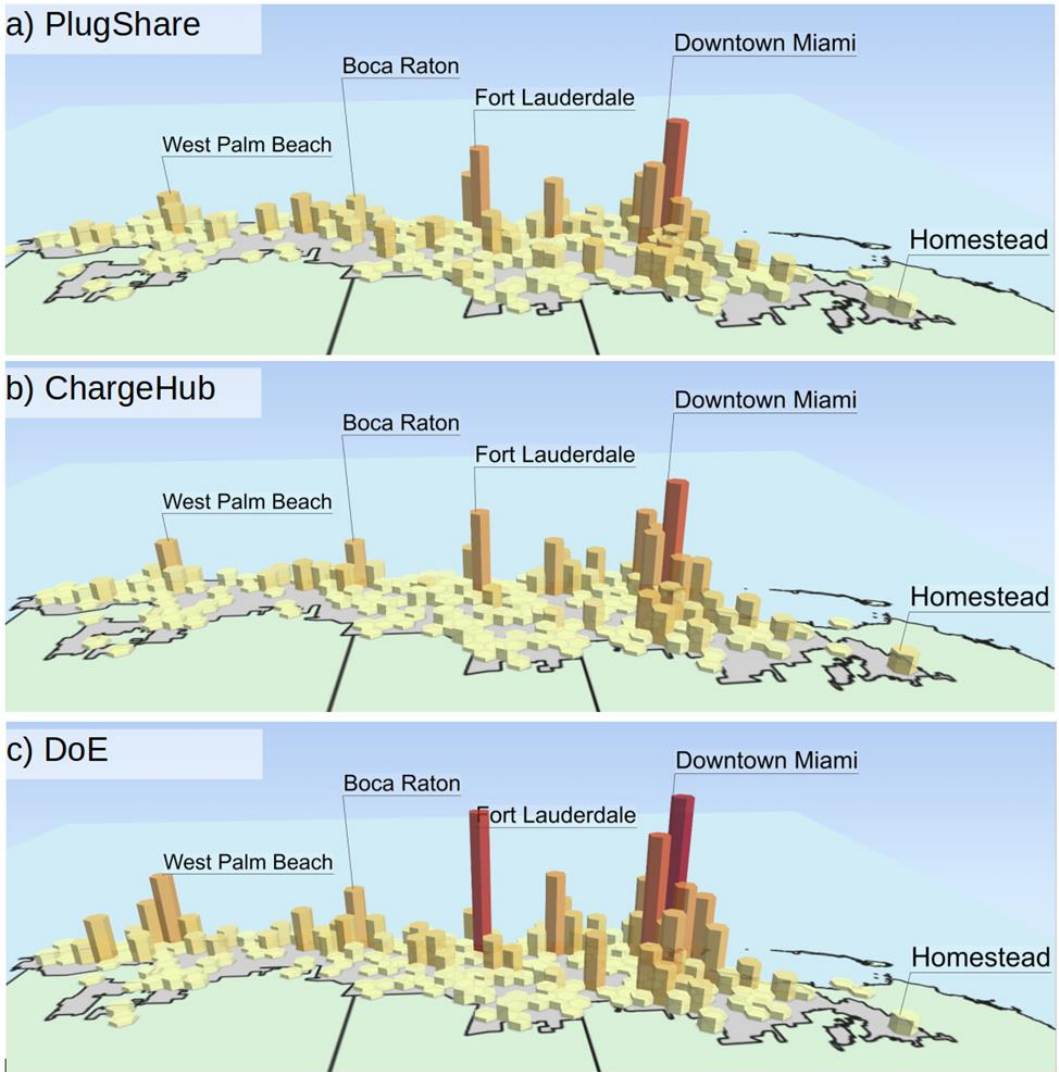 a) PlugShare
Downtown Miami
Boca Raton
Fort Lauderdale
West Palm Beach
Homestead
b) ChargeHub
Downtown Miami
Boca Raton
Fort Lauderdale
West Palm Beach
Homestead
c) DoE
Downtown Miami
Boca Raton
Fort Lauderdale
West Palm Beach
Homestead